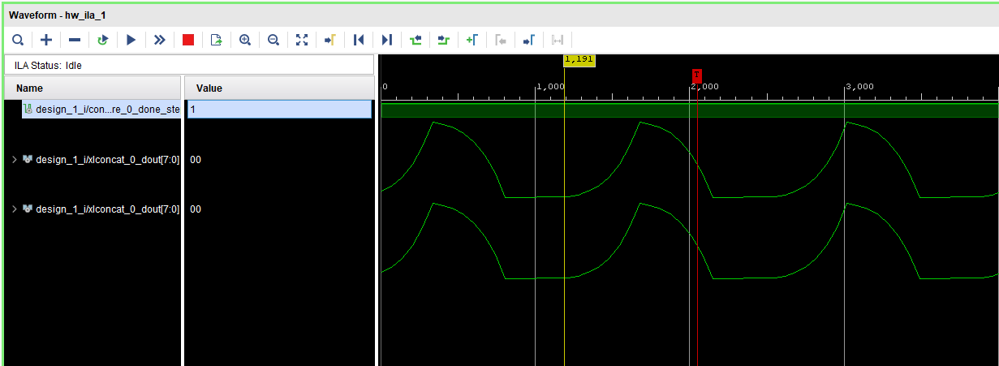 Waveform - hw_ila_1
ILA Status: Idle
Name Value
1,191
T
0 1,000 2,000 3,000
design_1_i/con...re_0_done_ste 1
design_1_i/xlconcat_0_dout[7:0] 00
design_1_i/xlconcat_0_dout[7:0] 00